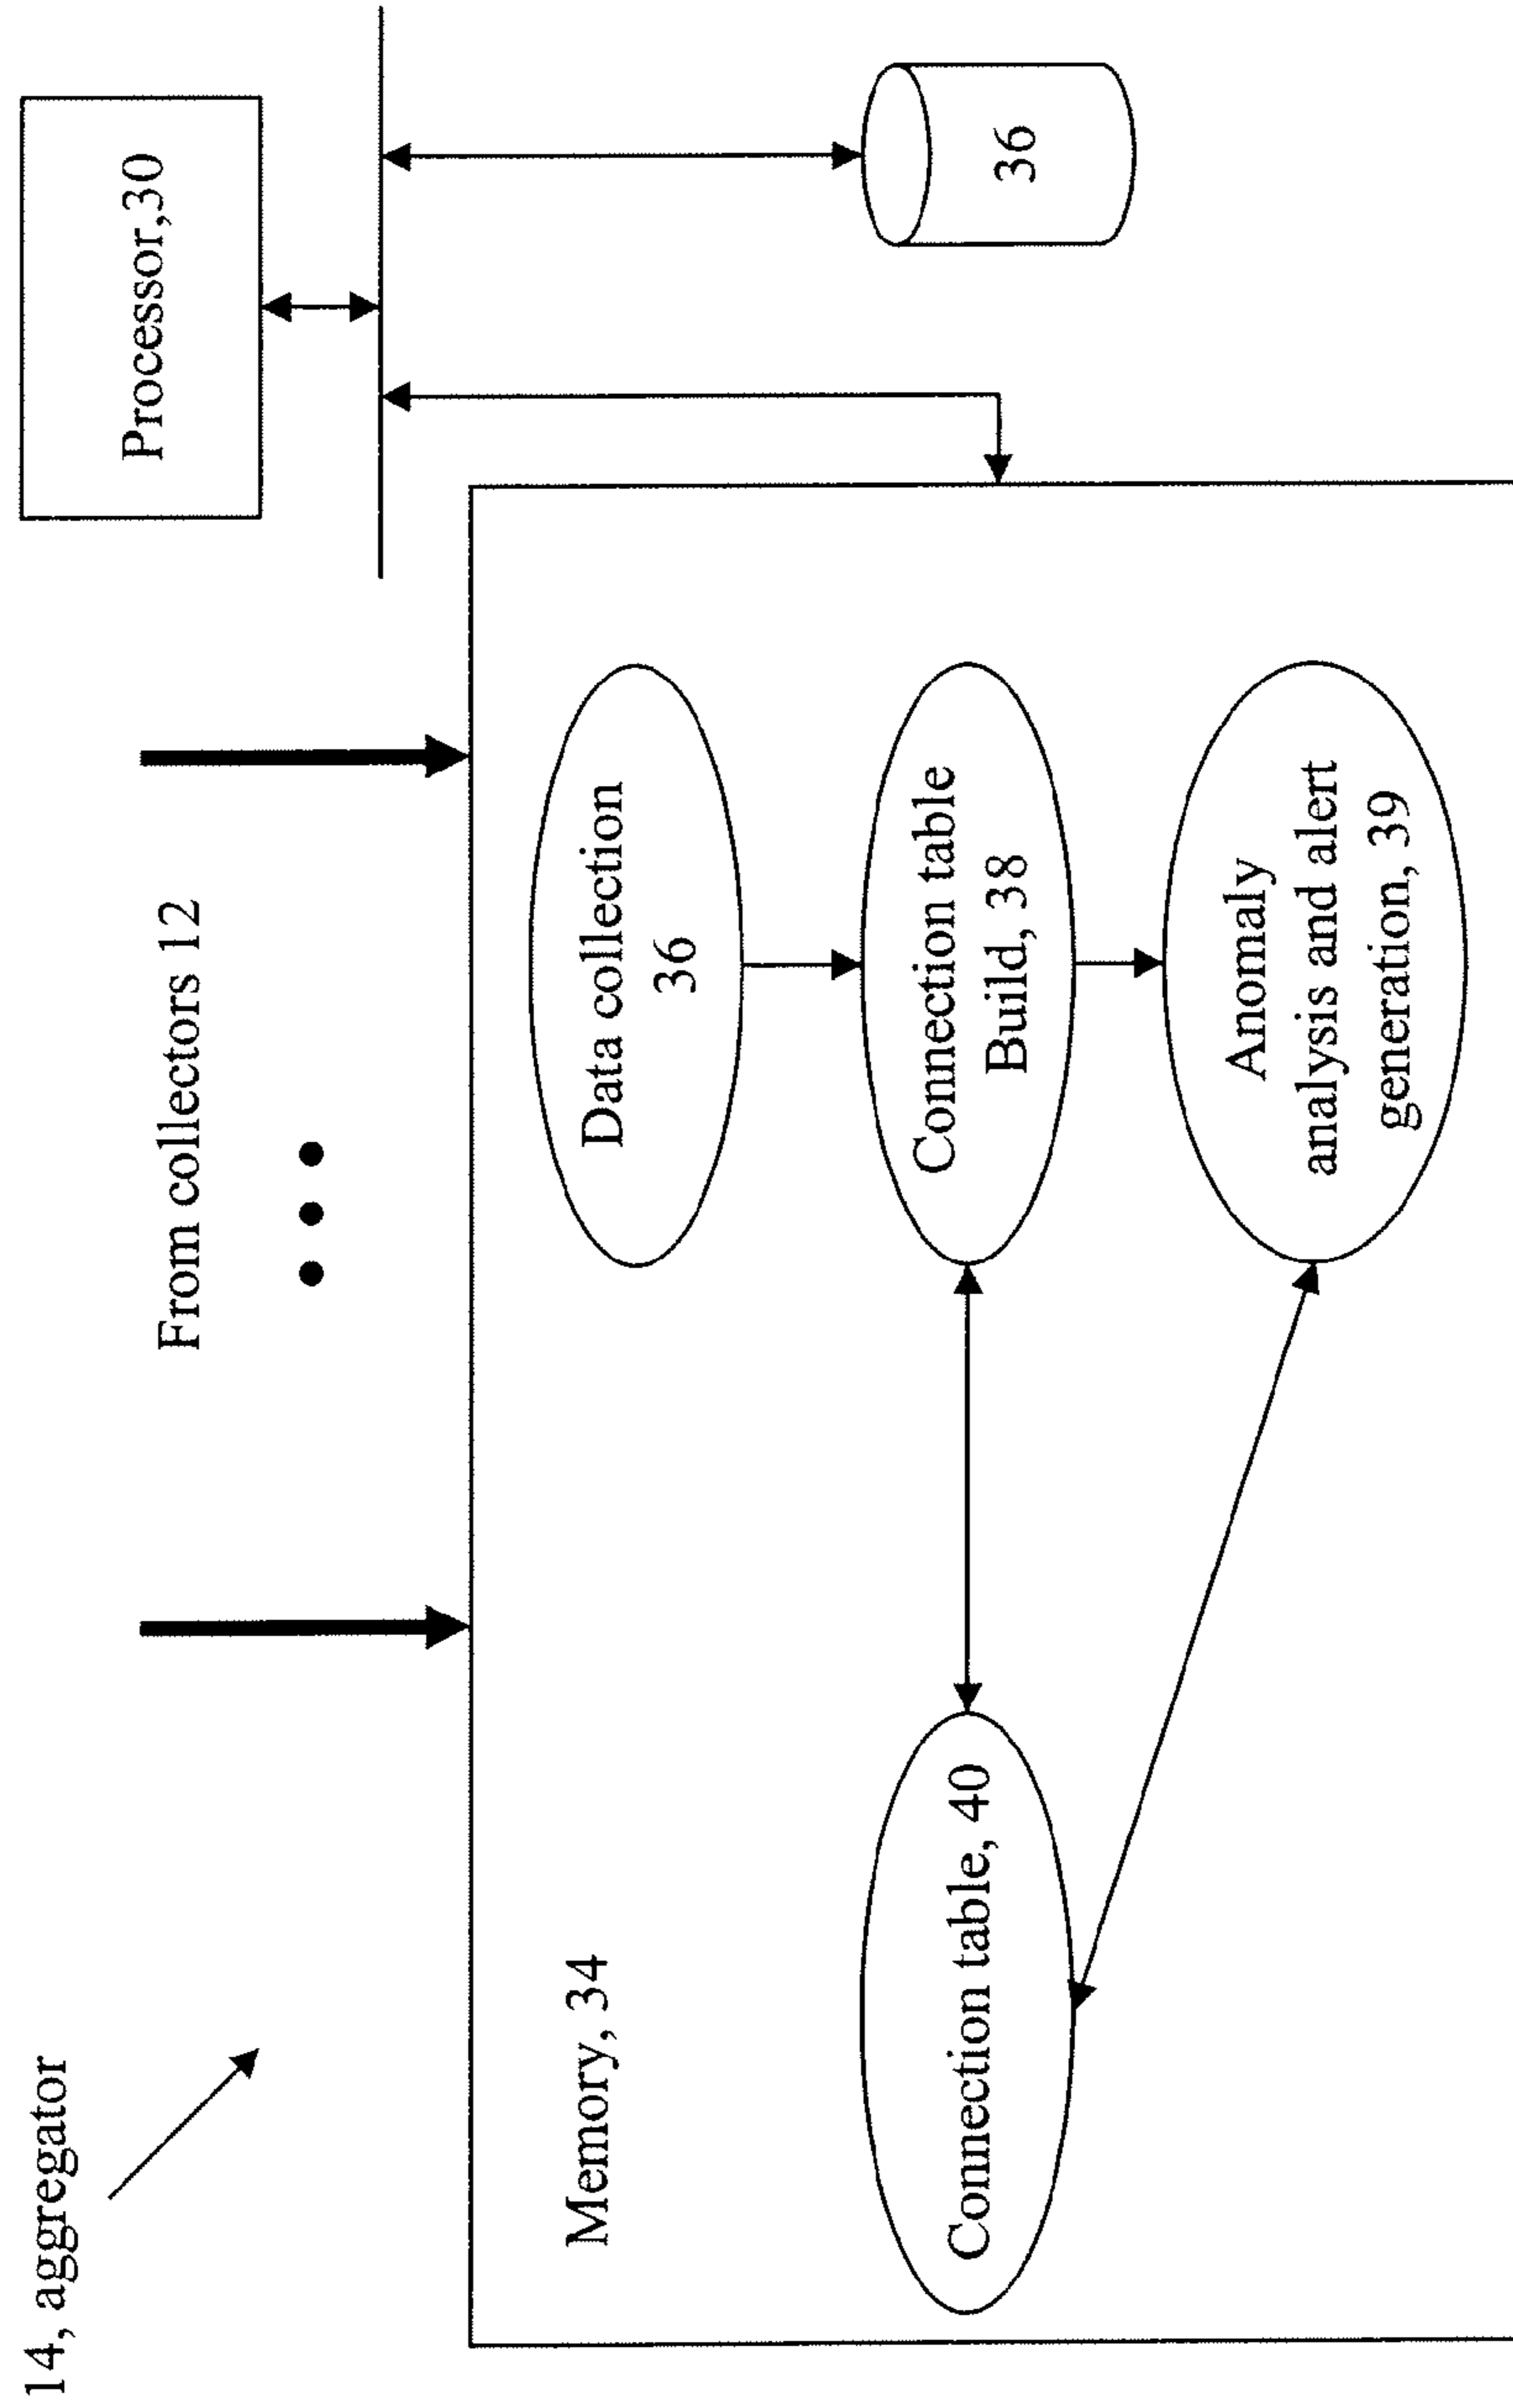 14, aggregator
From collectors 12
Processor,30
Memory, 34
Data collection
36
Connection table, 40
Connection table
Build, 38
36
Anomaly
analysis and alert
generation, 39